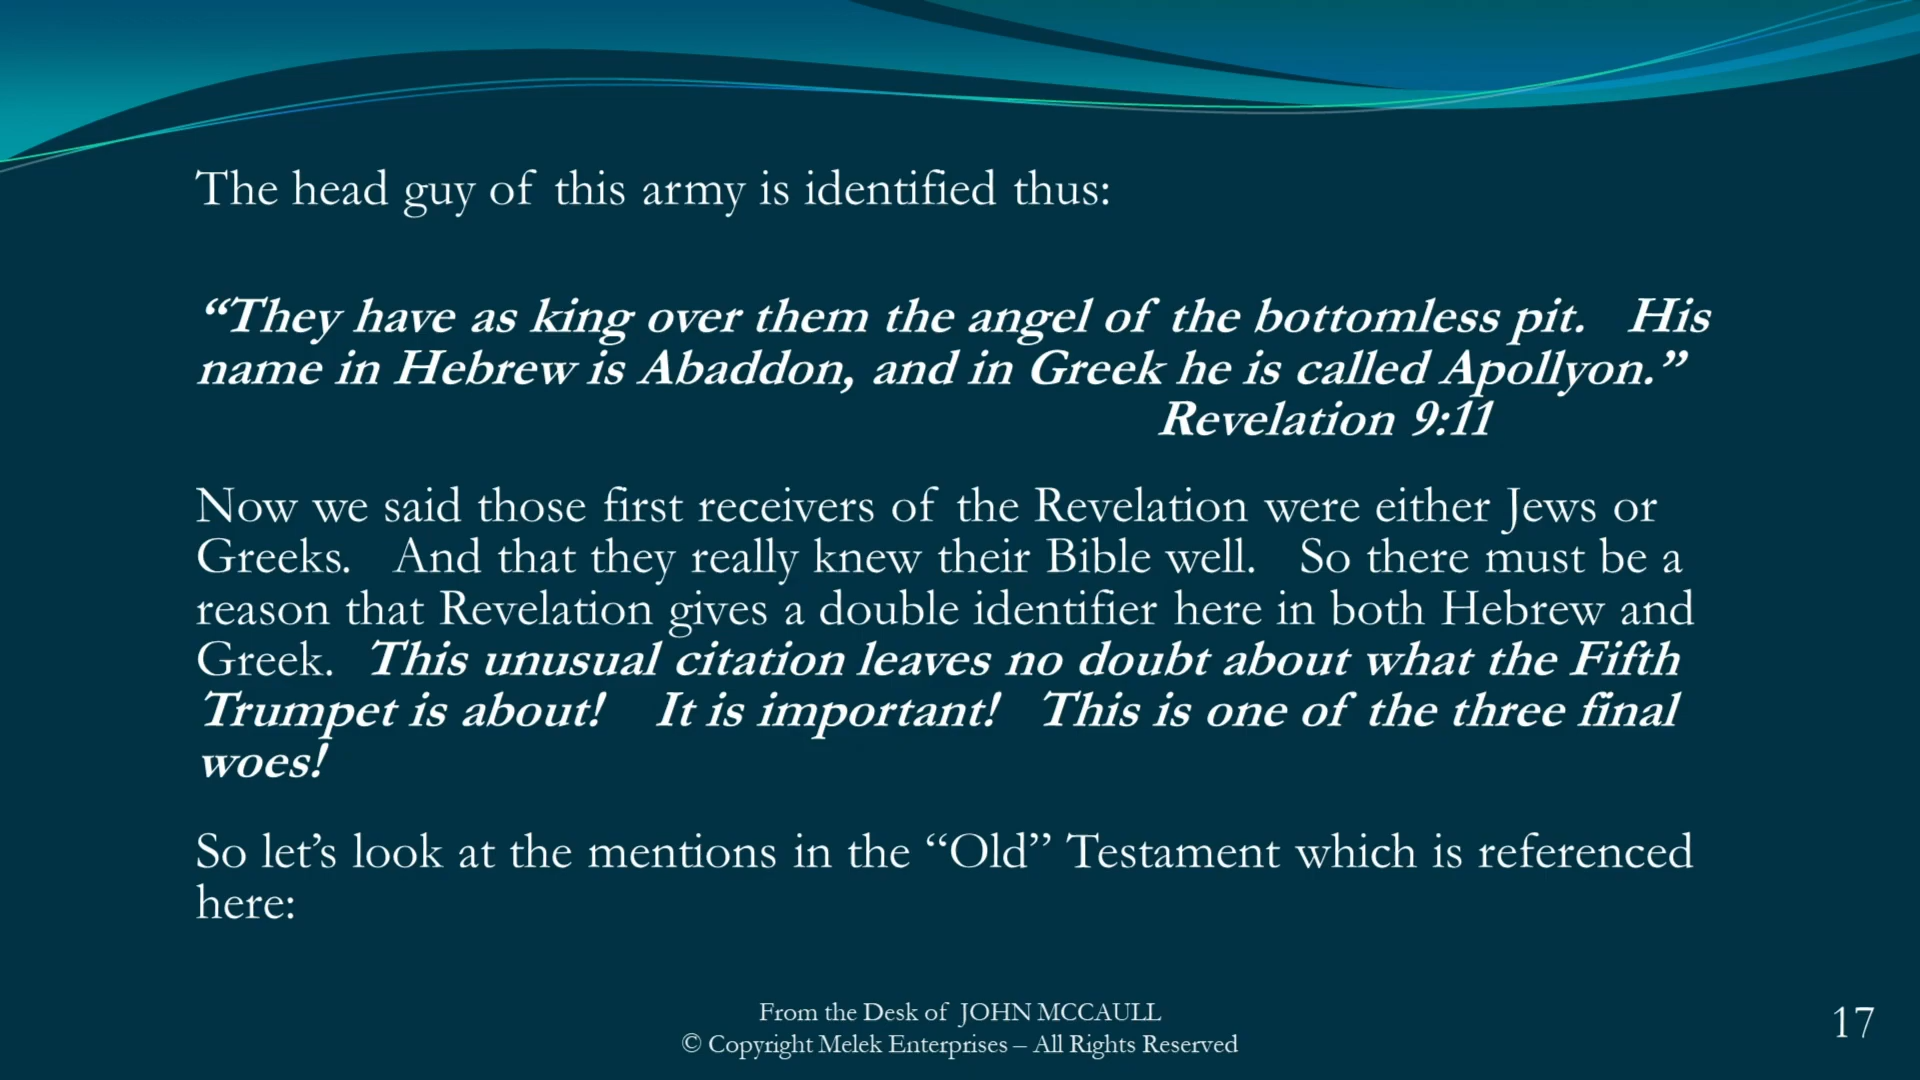 The head guy of this army is identified thus:
“They have as king over them the angel of the bottomless pit. His
name in Hebrew is Abaddon, and in Greek he is called Apollyon.”
Revelation 9:11
Now we said those first receivers of the Revelation were either Jews or
Greeks. And that they really knew their Bible well. So there must be a
reason that Revelation gives a double identifier here in both Hebrew and
Greek. This unusual citation leaves no doubt about what the Fifth
Trumpet is about! It is important! This is one of the three final
woes!
So let’s look at the mentions in the “Old” Testament which is referenced
here:
From the Desk of JOHN MCCAULL
© Copyright Melek Enterprises – All Rights Reserved
17